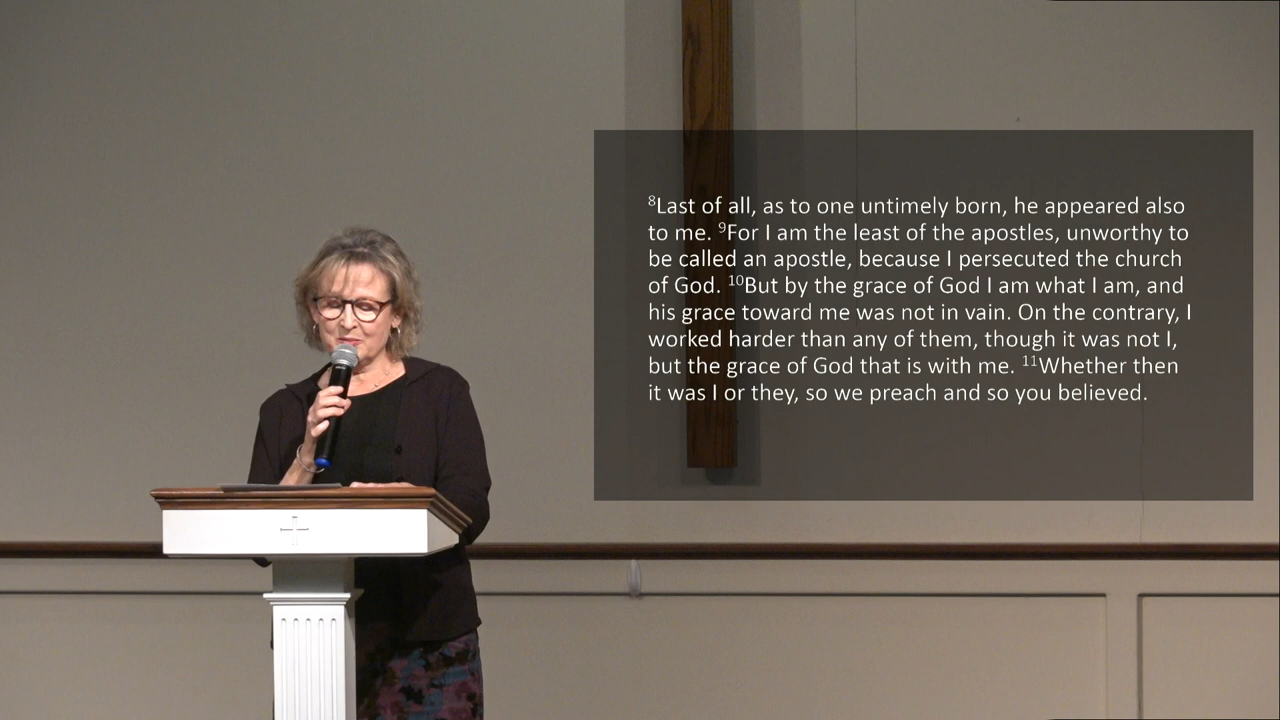 ⁸Last of all, as to one untimely born, he appeared also
to me. ⁹For I am the least of the apostles, unworthy to
be called an apostle, because I persecuted the church
of God. ¹⁰But by the grace of God I am what I am, and
his grace toward me was not in vain. On the contrary, I
worked harder than any of them, though it was not I,
but the grace of God that is with me. ¹¹Whether then
it was I or they, so we preach and so you believed.